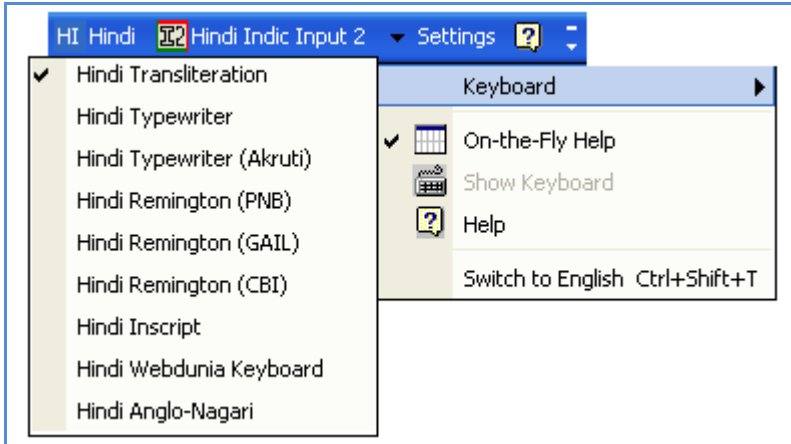 HI Hindi Hindi Indic Input 2 Settings
Hindi Transliteration
Hindi Typewriter
Hindi Typewriter (Akruti)
Hindi Remington (PNB)
Hindi Remington (GAIL)
Hindi Remington (CBI)
Hindi Inscript
Hindi Webdunia Keyboard
Hindi Anglo-Nagari
Keyboard
On-the-Fly Help
Show Keyboard
Help
Switch to English Ctrl+Shift+T